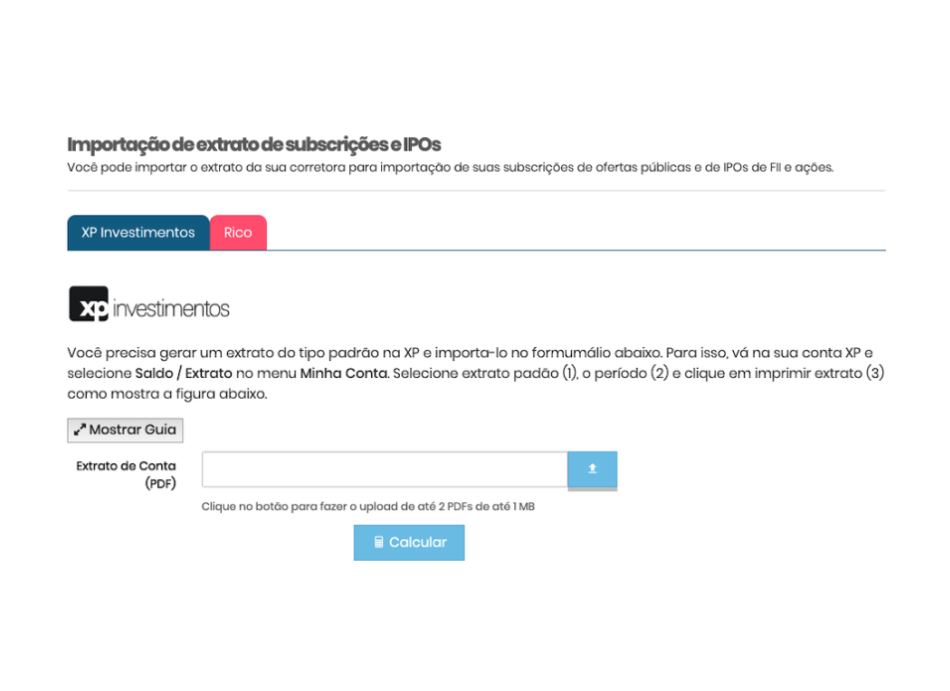 Importação de extrato de subscrições e IPOs
Você pode importar o extrato da sua corretora para importação de suas subscrições de ofertas públicas e de IPOs de FII e ações.
XP Investimentos
Rico
xp investimentos
Você precisa gerar um extrato do tipo padrão na XP e importa-lo no formumálio abaixo. Para isso, vá na sua conta XP e
selecione Saldo / Extrato no menu Minha Conta. Selecione extrato padão (1), o período (2) e clique em imprimir extrato (3)
como mostra a figura abaixo.
Mostrar Guia
Extrato de Conta
(PDF)
Clique no botão para fazer o upload de até 2 PDFs de até 1 MB
Calcular